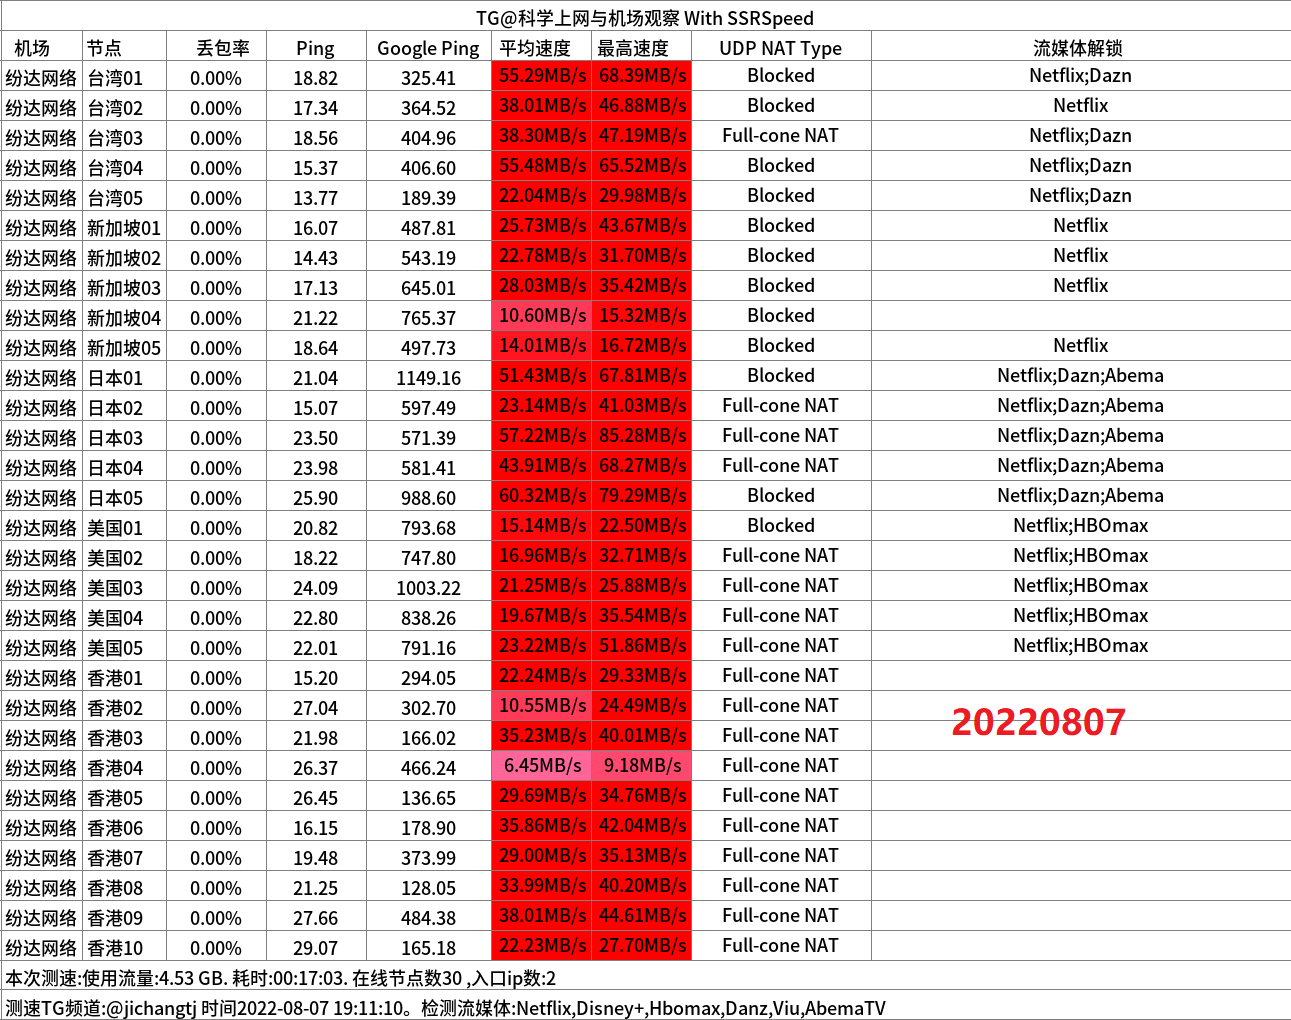 TG@科学上网与机场观察 With SSRSpeed
机场 节点 丢包率 Ping Google Ping 平均速度 最高速度 UDP NAT Type 流媒体解锁
纷达网络 台湾01 0.00% 18.82 325.41 55.29MB/s 68.39MB/s Blocked Netflix;Dazn
纷达网络 台湾02 0.00% 17.34 364.52 38.01MB/s 46.88MB/s Blocked Netflix
纷达网络 台湾03 0.00% 18.56 404.96 38.30MB/s 47.19MB/s Full-cone NAT Netflix;Dazn
纷达网络 台湾04 0.00% 15.37 406.60 55.48MB/s 65.52MB/s Blocked Netflix;Dazn
纷达网络 台湾05 0.00% 13.77 189.39 22.04MB/s 29.98MB/s Blocked Netflix;Dazn
纷达网络 新加坡01 0.00% 16.07 487.81 25.73MB/s 43.67MB/s Blocked Netflix
纷达网络 新加坡02 0.00% 14.43 543.19 22.78MB/s 31.70MB/s Blocked Netflix
纷达网络 新加坡03 0.00% 17.13 645.01 28.03MB/s 35.42MB/s Blocked Netflix
纷达网络 新加坡04 0.00% 21.22 765.37 10.60MB/s 15.32MB/s Blocked
纷达网络 新加坡05 0.00% 18.64 497.73 14.01MB/s 16.72MB/s Blocked Netflix
纷达网络 日本01 0.00% 21.04 1149.16 51.43MB/s 67.81MB/s Blocked Netflix;Dazn;Abema
纷达网络 日本02 0.00% 15.07 597.49 23.14MB/s 41.03MB/s Full-cone NAT Netflix;Dazn;Abema
纷达网络 日本03 0.00% 23.50 571.39 57.22MB/s 85.28MB/s Full-cone NAT Netflix;Dazn;Abema
纷达网络 日本04 0.00% 23.98 581.41 43.91MB/s 68.27MB/s Full-cone NAT Netflix;Dazn;Abema
纷达网络 日本05 0.00% 25.90 988.60 60.32MB/s 79.29MB/s Blocked Netflix;Dazn;Abema
纷达网络 美国01 0.00% 20.82 793.68 15.14MB/s 22.50MB/s Blocked Netflix;HBOmax
纷达网络 美国02 0.00% 18.22 747.80 16.96MB/s 32.71MB/s Full-cone NAT Netflix;HBOmax
纷达网络 美国03 0.00% 24.09 1003.22 21.25MB/s 25.88MB/s Full-cone NAT Netflix;HBOmax
纷达网络 美国04 0.00% 22.80 838.26 19.67MB/s 35.54MB/s Full-cone NAT Netflix;HBOmax
纷达网络 美国05 0.00% 22.01 791.16 23.22MB/s 51.86MB/s Full-cone NAT Netflix;HBOmax
纷达网络 香港01 0.00% 15.20 294.05 22.24MB/s 29.33MB/s Full-cone NAT
纷达网络 香港02 0.00% 27.04 302.70 10.55MB/s 24.49MB/s Full-cone NAT
20220807
纷达网络 香港03 0.00% 21.98 166.02 35.23MB/s 40.01MB/s Full-cone NAT
纷达网络 香港04 0.00% 26.37 466.24 6.45MB/s 9.18MB/s Full-cone NAT
纷达网络 香港05 0.00% 26.45 136.65 29.69MB/s 34.76MB/s Full-cone NAT
纷达网络 香港06 0.00% 16.15 178.90 35.86MB/s 42.04MB/s Full-cone NAT
纷达网络 香港07 0.00% 19.48 373.99 29.00MB/s 35.13MB/s Full-cone NAT
纷达网络 香港08 0.00% 21.25 128.05 33.99MB/s 40.20MB/s Full-cone NAT
纷达网络 香港09 0.00% 27.66 484.38 38.01MB/s 44.61MB/s Full-cone NAT
纷达网络 香港10 0.00% 29.07 165.18 22.23MB/s 27.70MB/s Full-cone NAT
本次测速:使用流量:4.53 GB. 耗时:00:17:03. 在线节点数30 ,入口ip数:2
测速TG频道:@jichangtj 时间2022-08-07 19:11:10。检测流媒体:Netflix,Disney+,Hbomax,Danz,Viu,AbemaTV